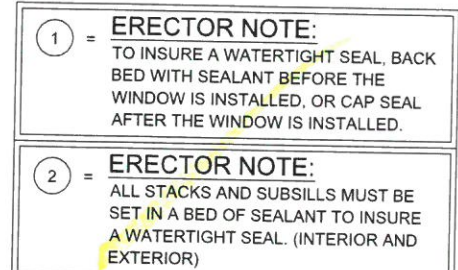 1 = ERECTOR NOTE:
TO INSURE A WATERTIGHT SEAL, BACK
BED WITH SEALANT BEFORE THE
WINDOW IS INSTALLED, OR CAP SEAL
AFTER THE WINDOW IS INSTALLED.
2 = ERECTOR NOTE:
ALL STACKS AND SUBSILLS MUST BE
SET IN A BED OF SEALANT TO INSURE
A WATERTIGHT SEAL. (INTERIOR AND
EXTERIOR)